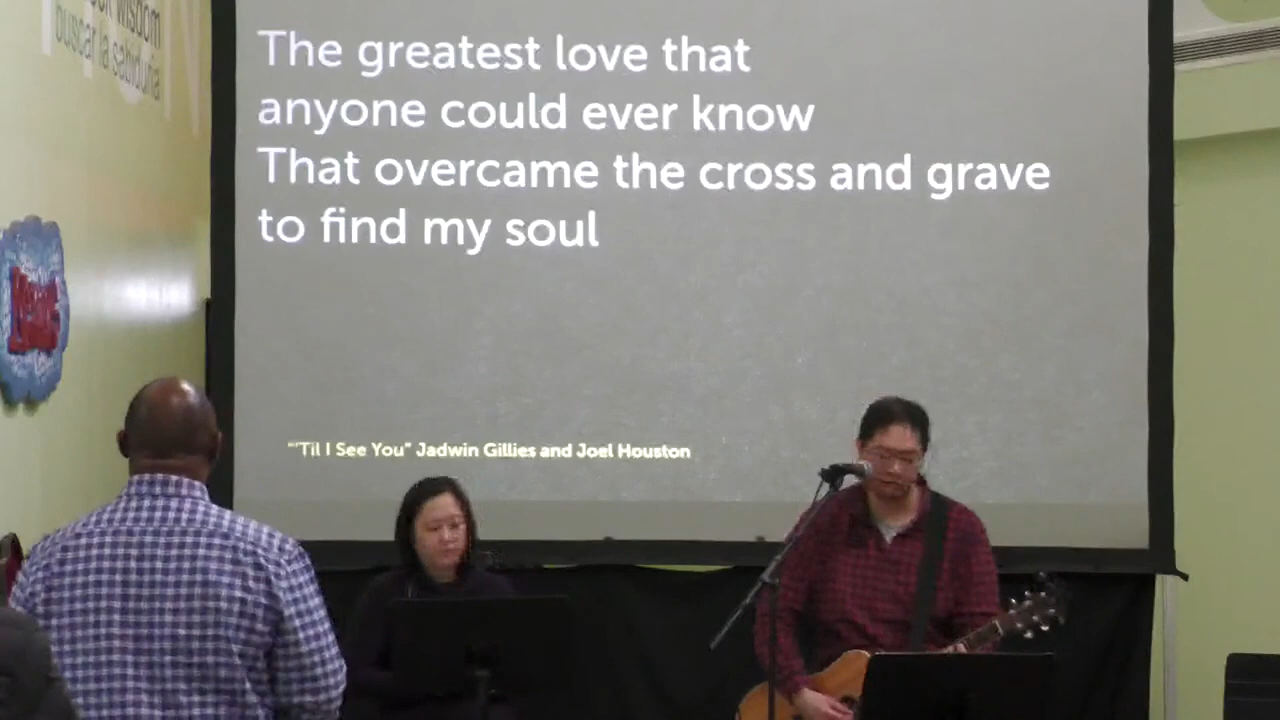 wisdom
buscar la sabiduría
The greatest love that
anyone could ever know
That overcame the cross and grave
to find my soul
"'Til I See You" Jadwin Gillies and Joel Houston